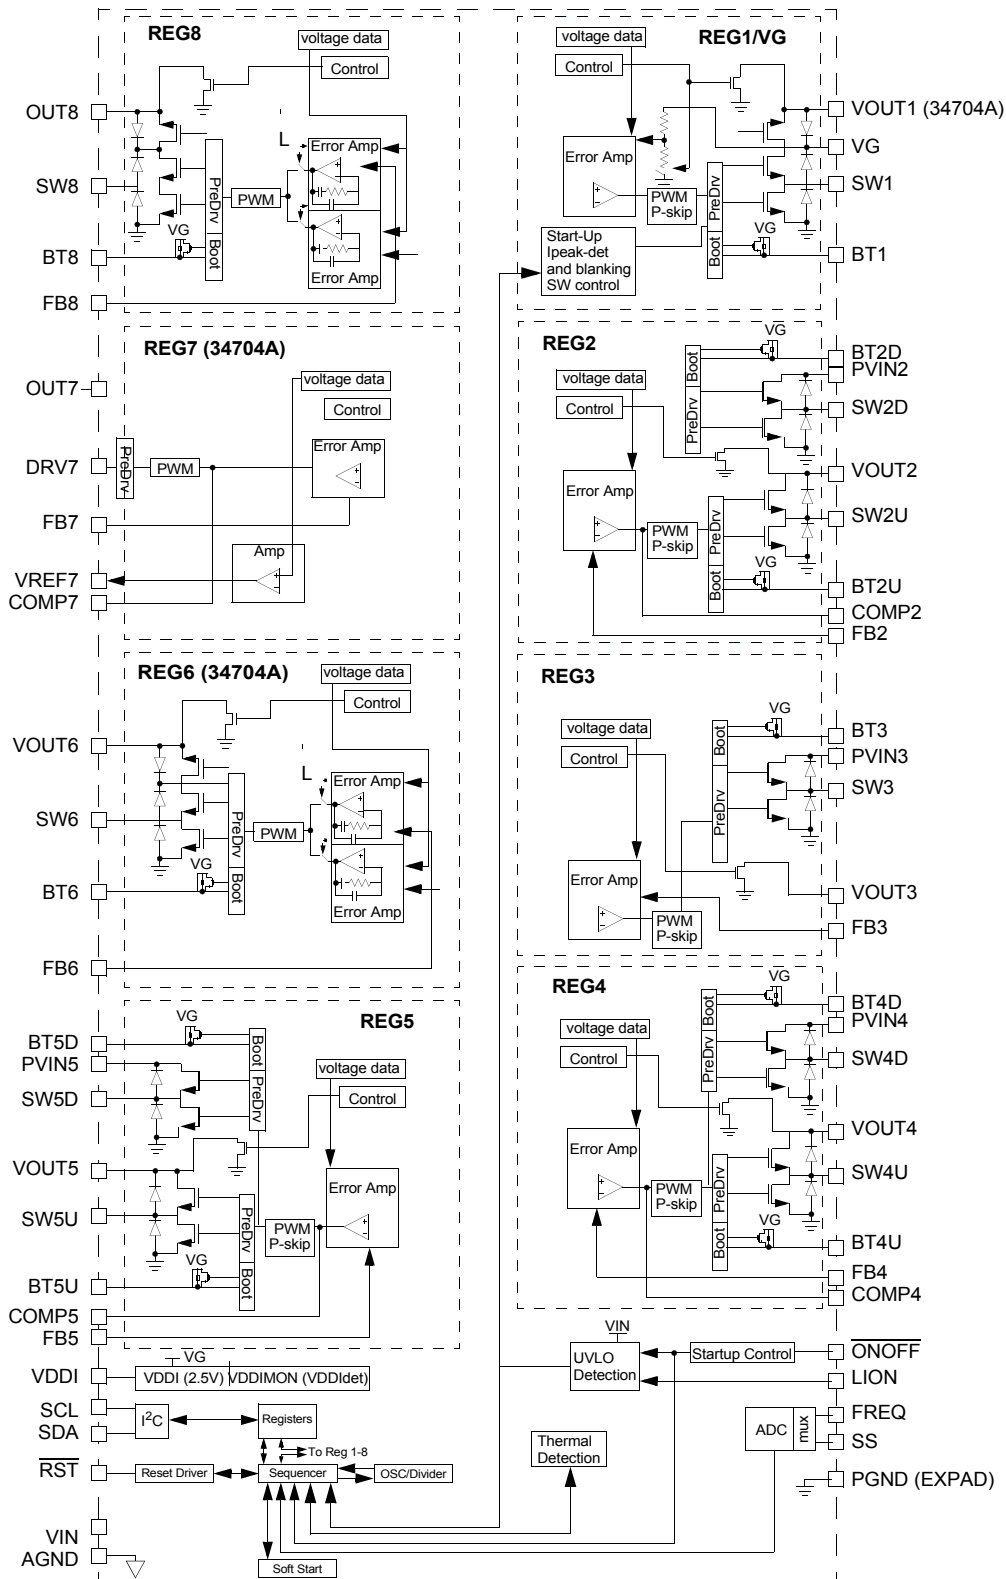 REG8
voltage data
Control
OUT8
L
Error Amp
SW8
PreDrv
PWM
VG
BT8
Boot
Error Amp
FB8
REG7 (34704A)
voltage data
OUT7
Control
Error Amp
DRV7
PreDrv
PWM
FB7
Amp
VREF7
COMP7
REG6 (34704A)
voltage data
Control
VOUT6
L
Error Amp
SW6
PreDrv
PWM
VG
BT6
Boot
Error Amp
FB6
REG5
VG
BT5D
Boot
PVIN5
voltage data
PreDrv
SW5D
Control
VOUT5
Error Amp
SW5U
PreDrv
PWM
P-skip
VG
BT5U
Boot
COMP5
FB5
VG
VDDI
VDDI (2.5V) VDDIMON (VDDIdet)
SCL
SDA
I2C
Registers
To Reg 1-8
RST
Reset Driver
Sequencer
OSC/Divider
VIN
AGND
Soft Start
voltage data
REG1/VG
Control
VOUT1 (34704A)
Error Amp
VG
PWM
P-skip
PreDrv
SW1
Start-Up
Ipeak-det
and blanking
SW control
VG
Boot
BT1
REG2
VG
Boot
BT2D
PVIN2
voltage data
Control
PreDrv
SW2D
VOUT2
Error Amp
PWM
P-skip
PreDrv
SW2U
VG
Boot
BT2U
COMP2
FB2
REG3
VG
Boot
BT3
voltage data
PVIN3
Control
PreDrv
SW3
Error Amp
VOUT3
PWM
P-skip
FB3
REG4
VG
Boot
BT4D
PVIN4
voltage data
Control
PreDrv
SW4D
VOUT4
Error Amp
PWM
P-skip
PreDrv
SW4U
VG
Boot
BT4U
FB4
COMP4
VIN
UVLO
Detection
Startup Control
ONOFF
LION
FREQ
ADC
mux
SS
Thermal
Detection
PGND (EXPAD)